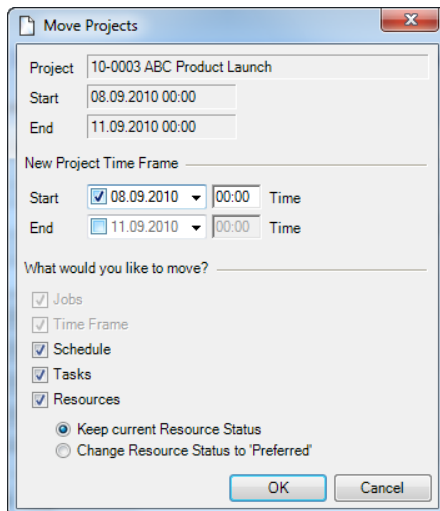 Move Projects
Project 10-0003 ABC Product Launch
Start 08.09.2010 00:00
End 11.09.2010 00:00
New Project Time Frame
Start 08.09.2010 00:00 Time
End 11.09.2010 00:00 Time
What would you like to move?
Jobs
Time Frame
Schedule
Tasks
Resources
Keep current Resource Status
Change Resource Status to 'Preferred'
OK Cancel